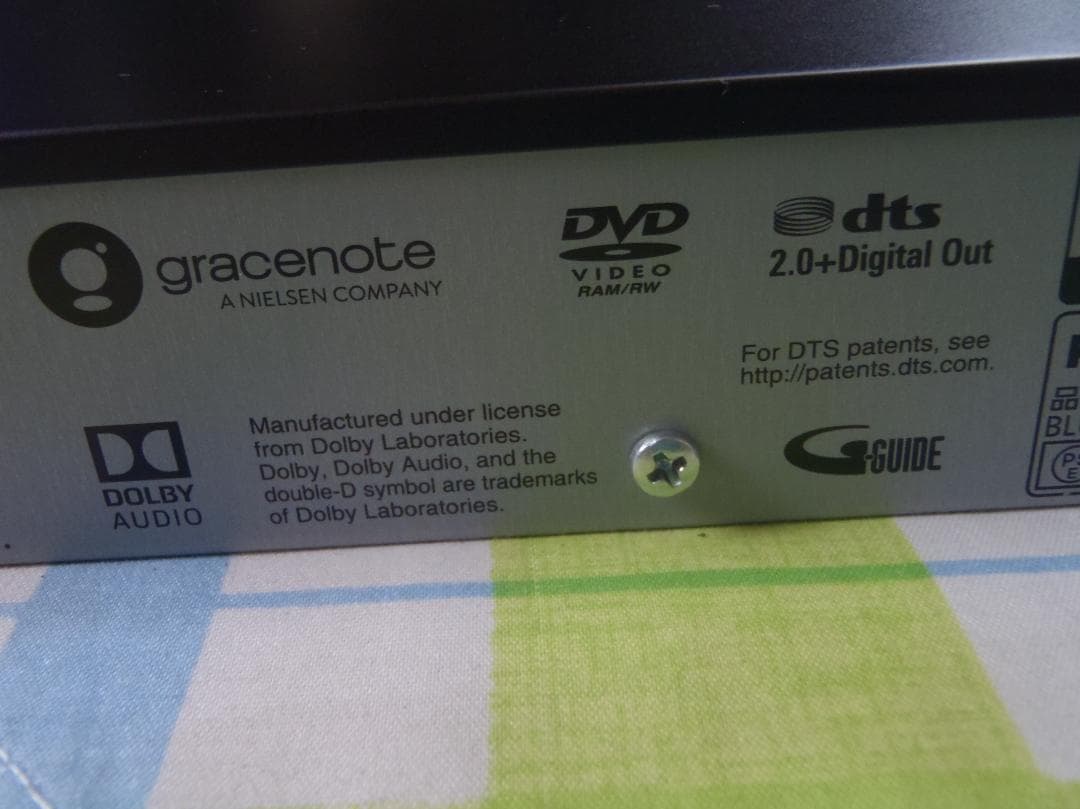 gracenote
A NIELSEN COMPANY
DVD
VIDEO
RAM/RW
dts
2.0+Digital Out
For DTS patents, see
http://patents.dts.com.
DOLBY
AUDIO
Manufactured under license
from Dolby Laboratories.
Dolby, Dolby Audio, and the
double-D symbol are trademarks
of Dolby Laboratories.
G-GUIDE
BL